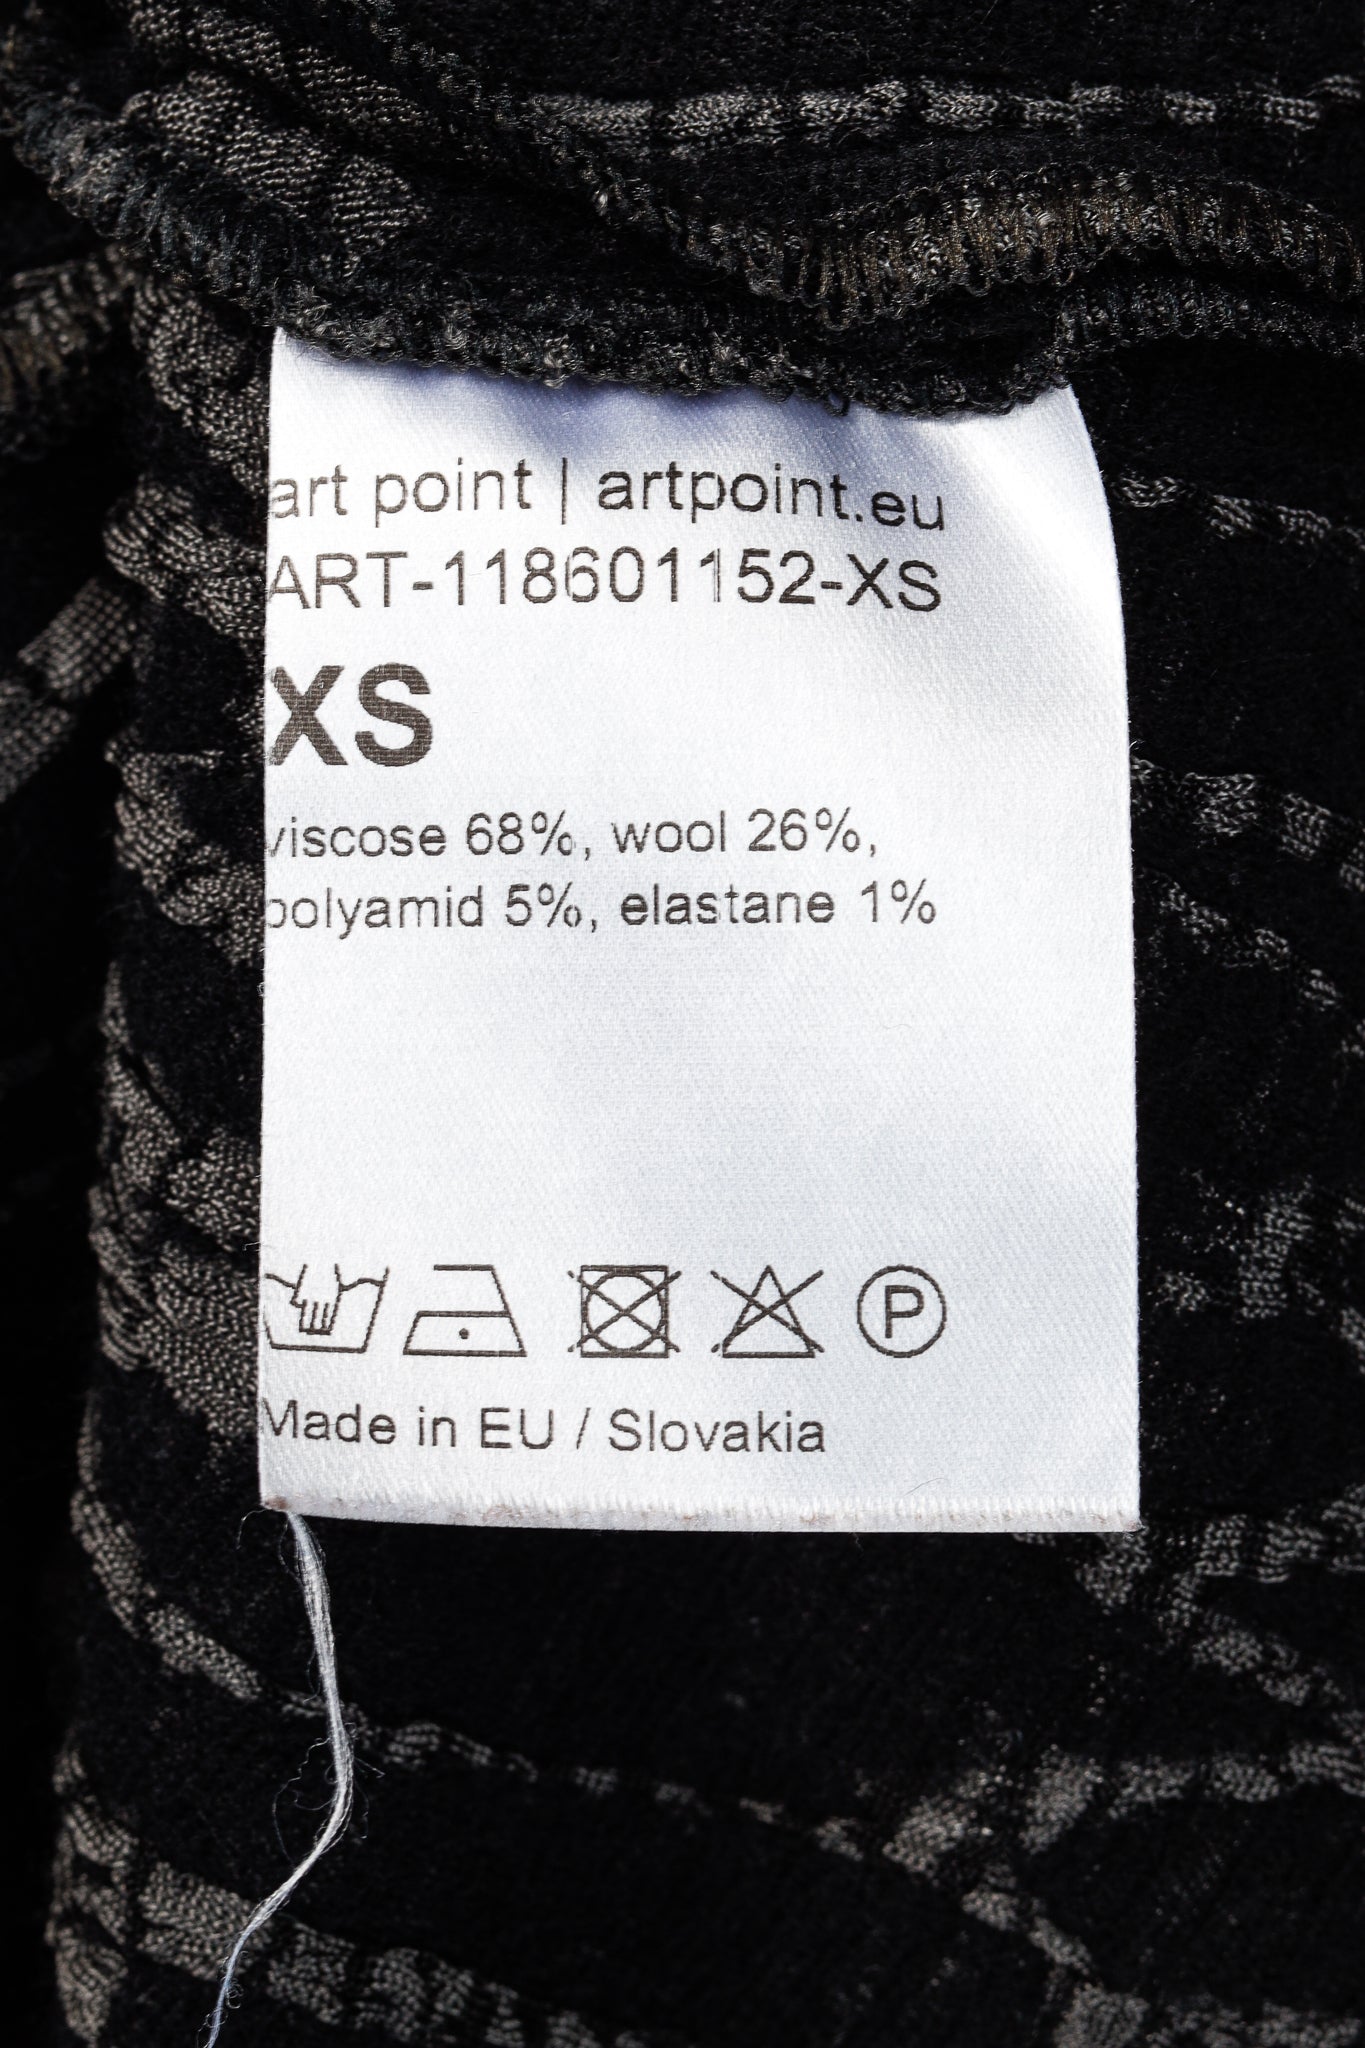 art point | artpoint.eu
ART-118601152-XS
XS
viscose 68%, wool 26%,
polyamid 5%, elastane 1%
P
Made in EU / Slovakia